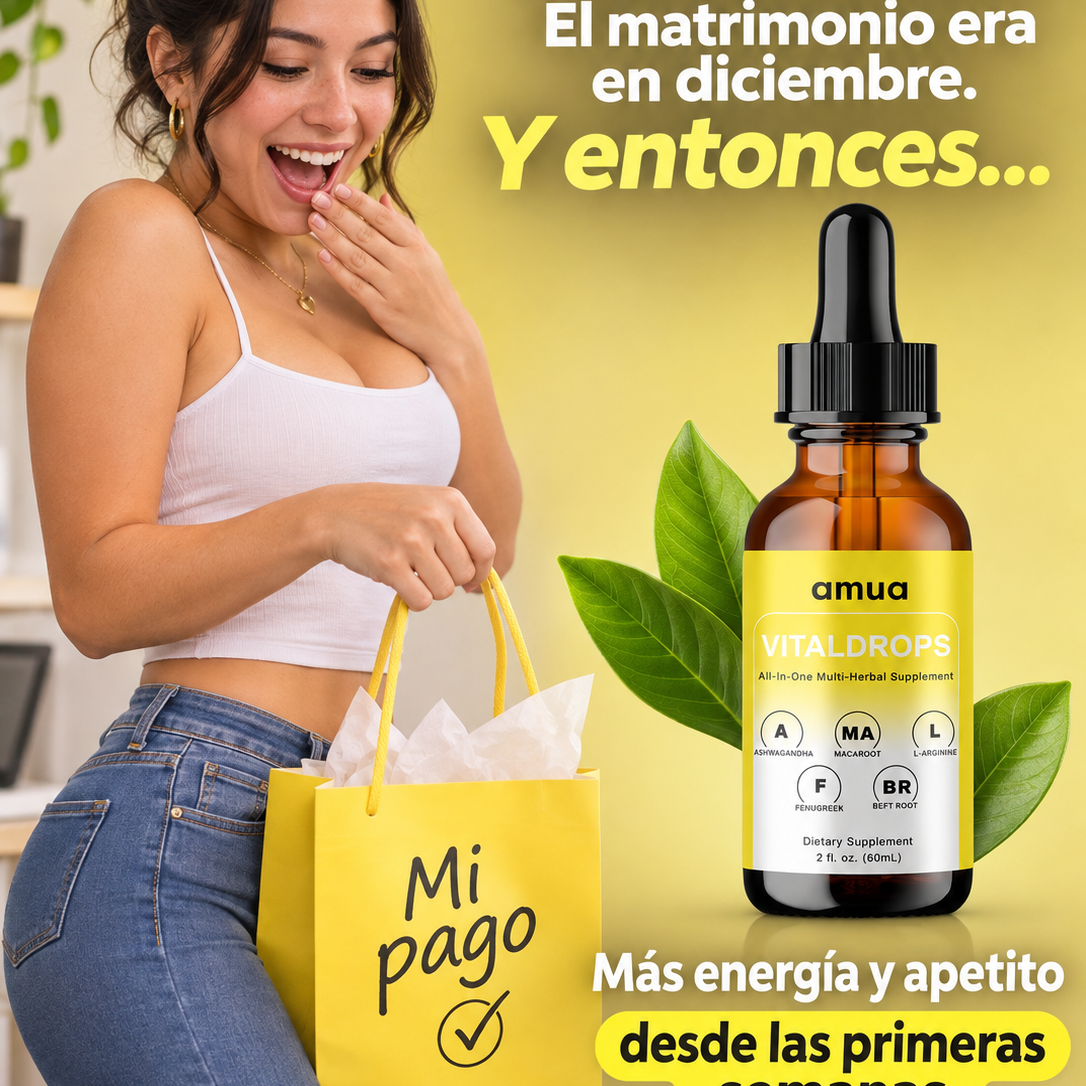 El matrimonio era
en diciembre.
Y entonces...
amua
VITALDROPS
All-In-One Multi-Herbal Supplement
A
ASHWAGANDHA
MA
MACAROOT
L
L-ARGININE
F
FENUGREEK
BR
BEFT ROOT
Dietary Supplement
2 fl. oz. (60mL)
Mi
pago
Más energía y apetito
desde las primeras